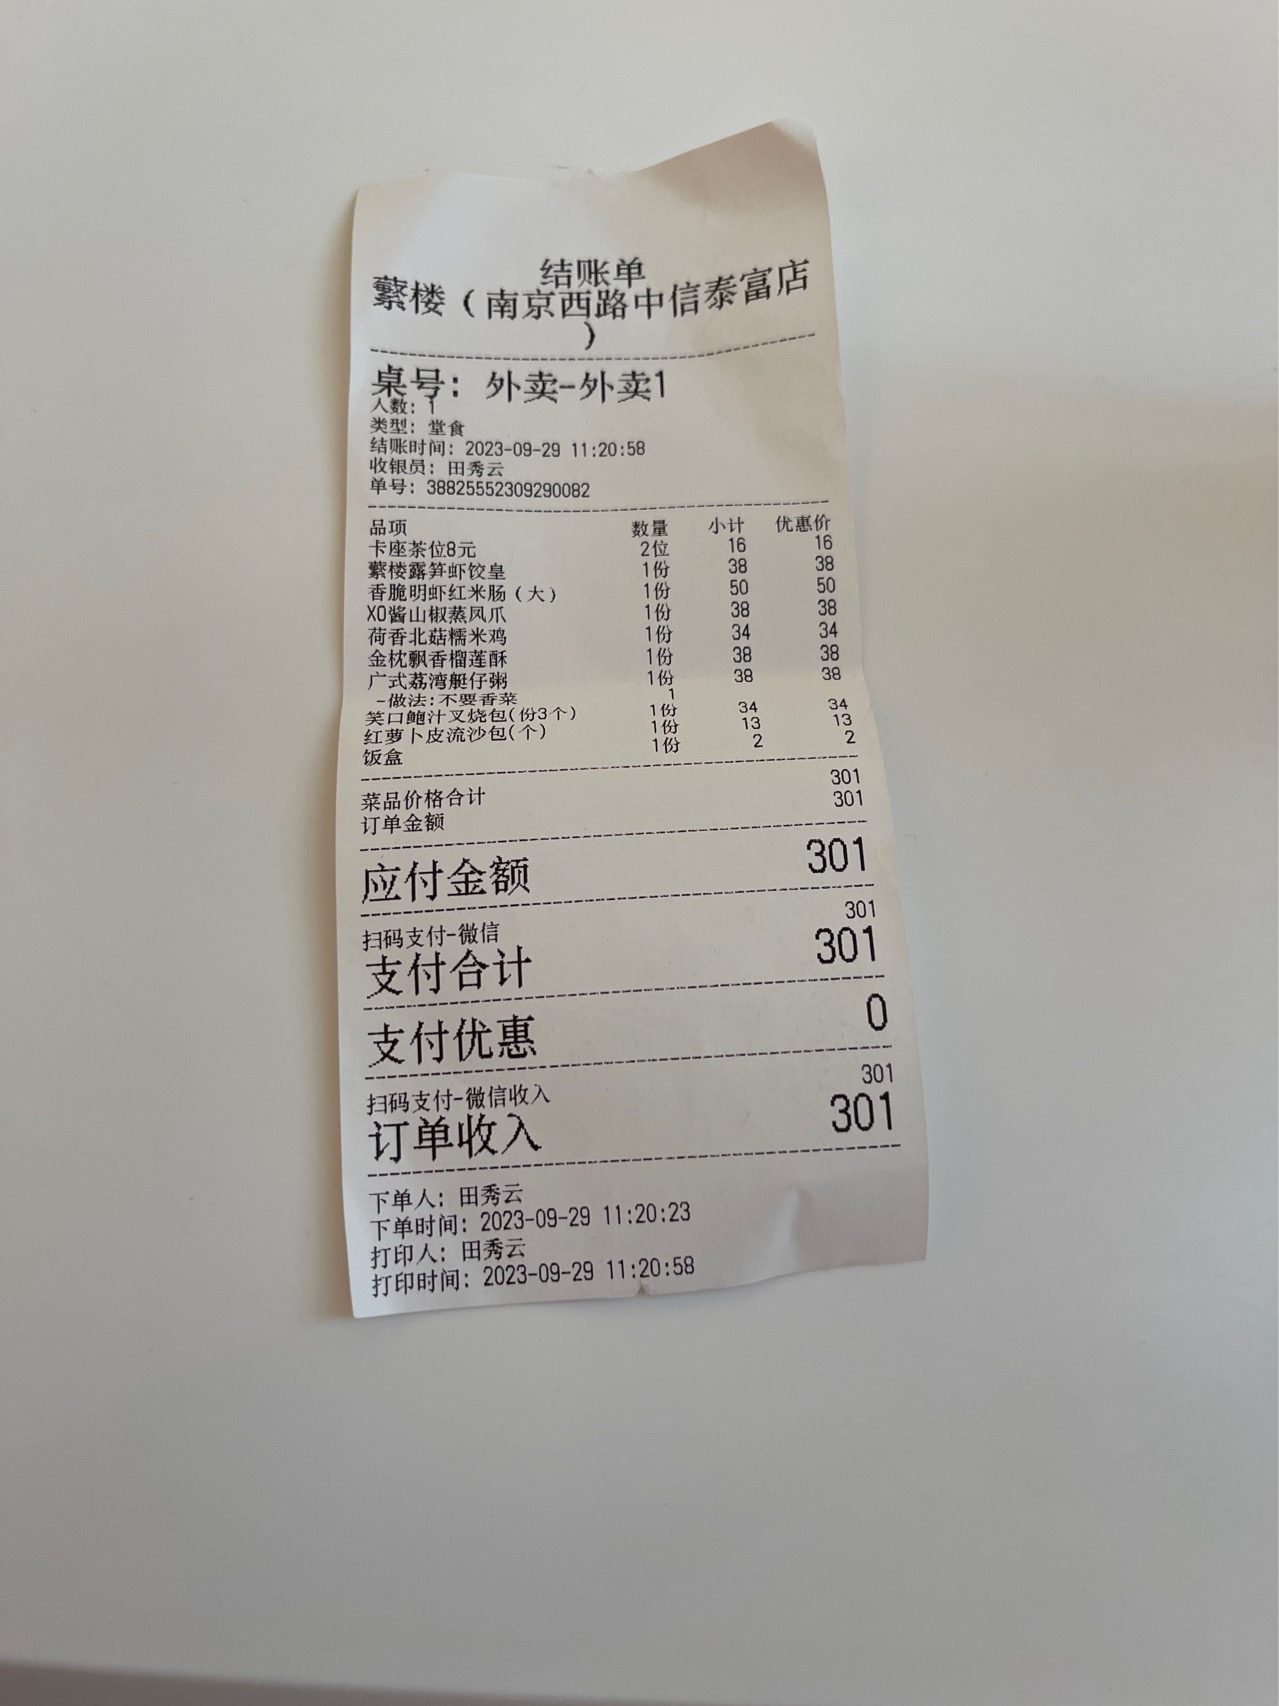 结账单
蘩楼（南京西路中信泰富店
）
桌号：外卖-外卖1
人数：1
类型：堂食
结账时间：2023-09-29 11:20:58
收银员：田秀云
单号：38825552309290082
品项 数量 小计 优惠价
卡座茶位8元 2位 16 16
蘩楼露笋虾饺皇 1份 38 38
香脆明虾红米肠（大） 1份 50 50
XO酱山椒蒸凤爪 1份 38 38
荷香北菇糯米鸡 1份 34 34
金枕飘香榴莲酥 1份 38 38
广式荔湾艇仔粥 1份 38 38
-做法:不要香菜 1
笑口鲍汁叉烧包(份3个) 1份 34 34
红萝卜皮流沙包(个) 1份 13 13
饭盒 1份 2 2
菜品价格合计 301
订单金额 301
应付金额 301
扫码支付-微信 301
支付合计 301
支付优惠 0
扫码支付-微信收入 301
订单收入 301
下单人：田秀云
下单时间：2023-09-29 11:20:23
打印人：田秀云
打印时间：2023-09-29 11:20:58